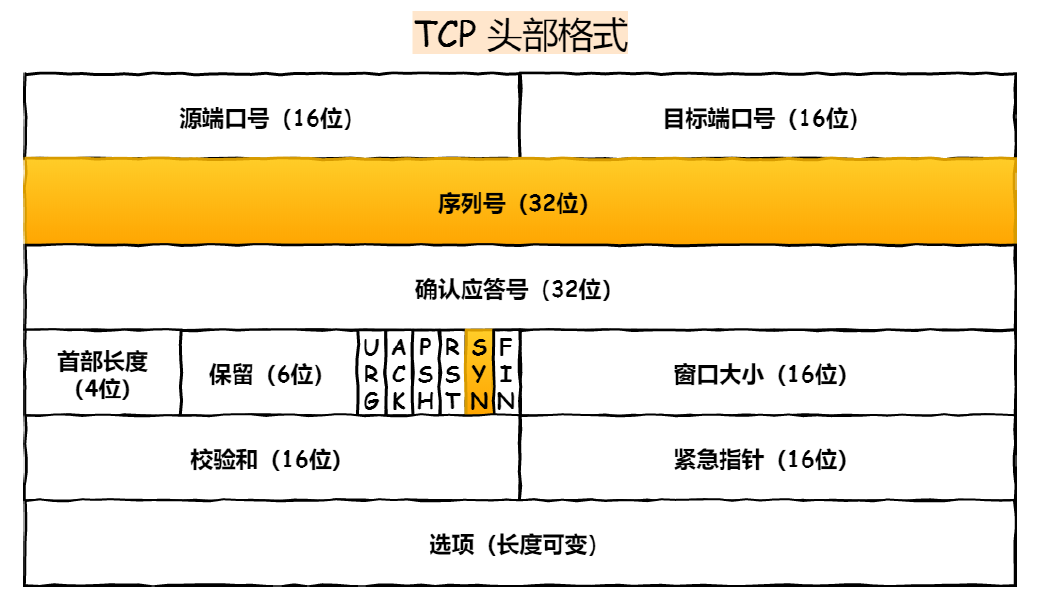 TCP 头部格式
源端口号（16位） 目标端口号（16位）
序列号（32位）
确认应答号（32位）
首部长度
（4位）
保留（6位）
URG
ACK
PSH
RST
SYN
FIN
窗口大小（16位）
校验和（16位） 紧急指针（16位）
选项（长度可变）